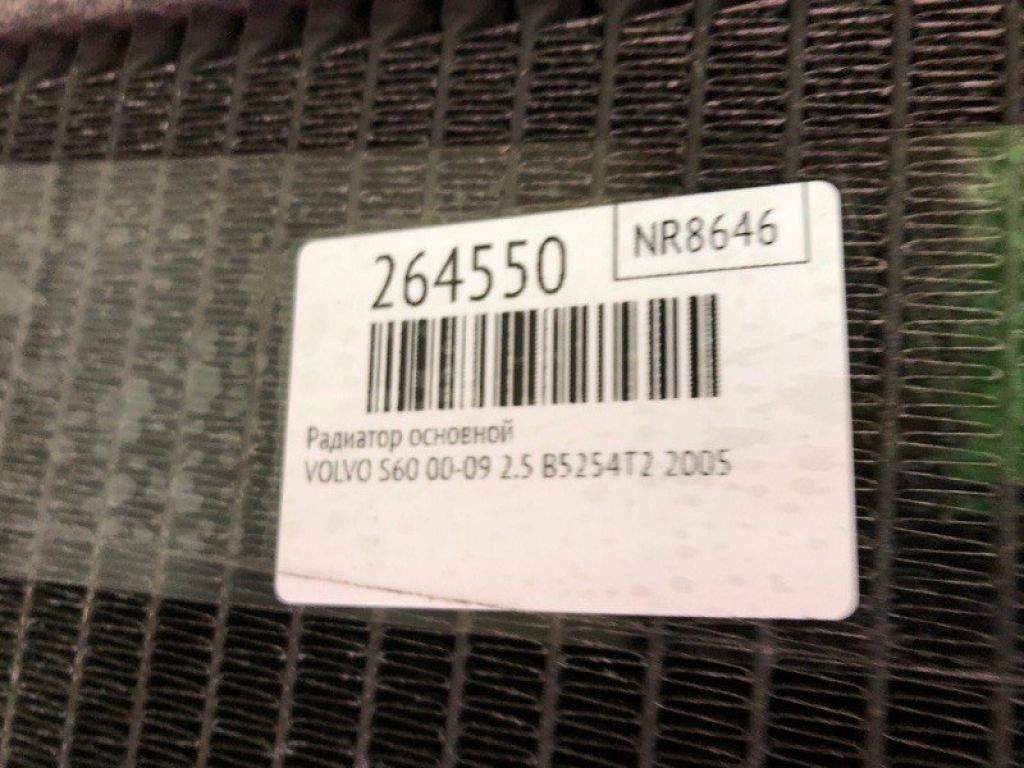 264550
NR8646
Радиатор основной
VOLVO S60 00-09 2.5 B5254T2 2005